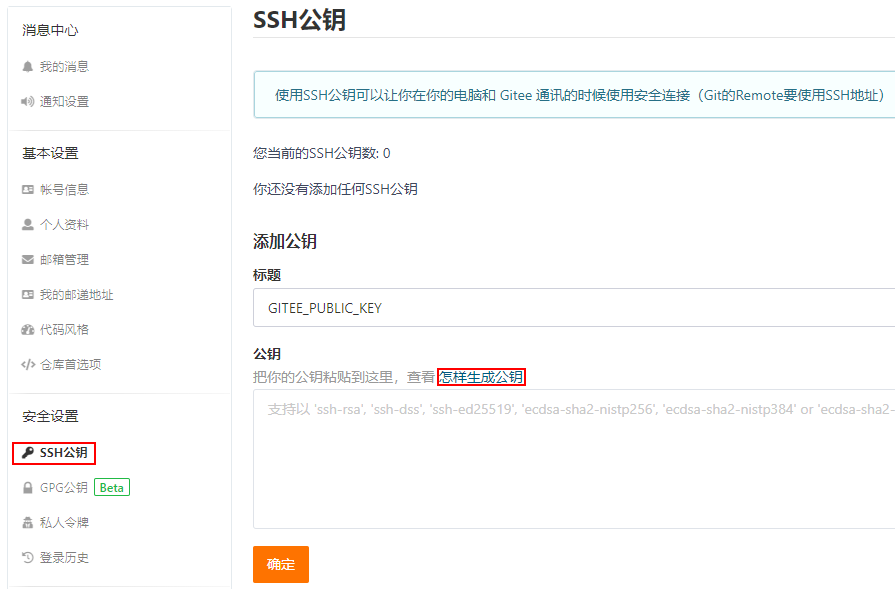 消息中心
我的消息
通知设置
基本设置
帐号信息
个人资料
邮箱管理
我的邮递地址
代码风格
仓库首选项
安全设置
SSH公钥
GPG公钥 Beta
私人令牌
登录历史
SSH公钥
使用SSH公钥可以让你在你的电脑和 Gitee 通讯的时候使用安全连接（Git的Remote要使用SSH地址）
您当前的SSH公钥数: 0
你还没有添加任何SSH公钥
添加公钥
标题
GITEE_PUBLIC_KEY
公钥
把你的公钥粘贴到这里，查看 怎样生成公钥
支持以 'ssh-rsa', 'ssh-dss', 'ssh-ed25519', 'ecdsa-sha2-nistp256', 'ecdsa-sha2-nistp384' or 'ecdsa-sha2-
确定